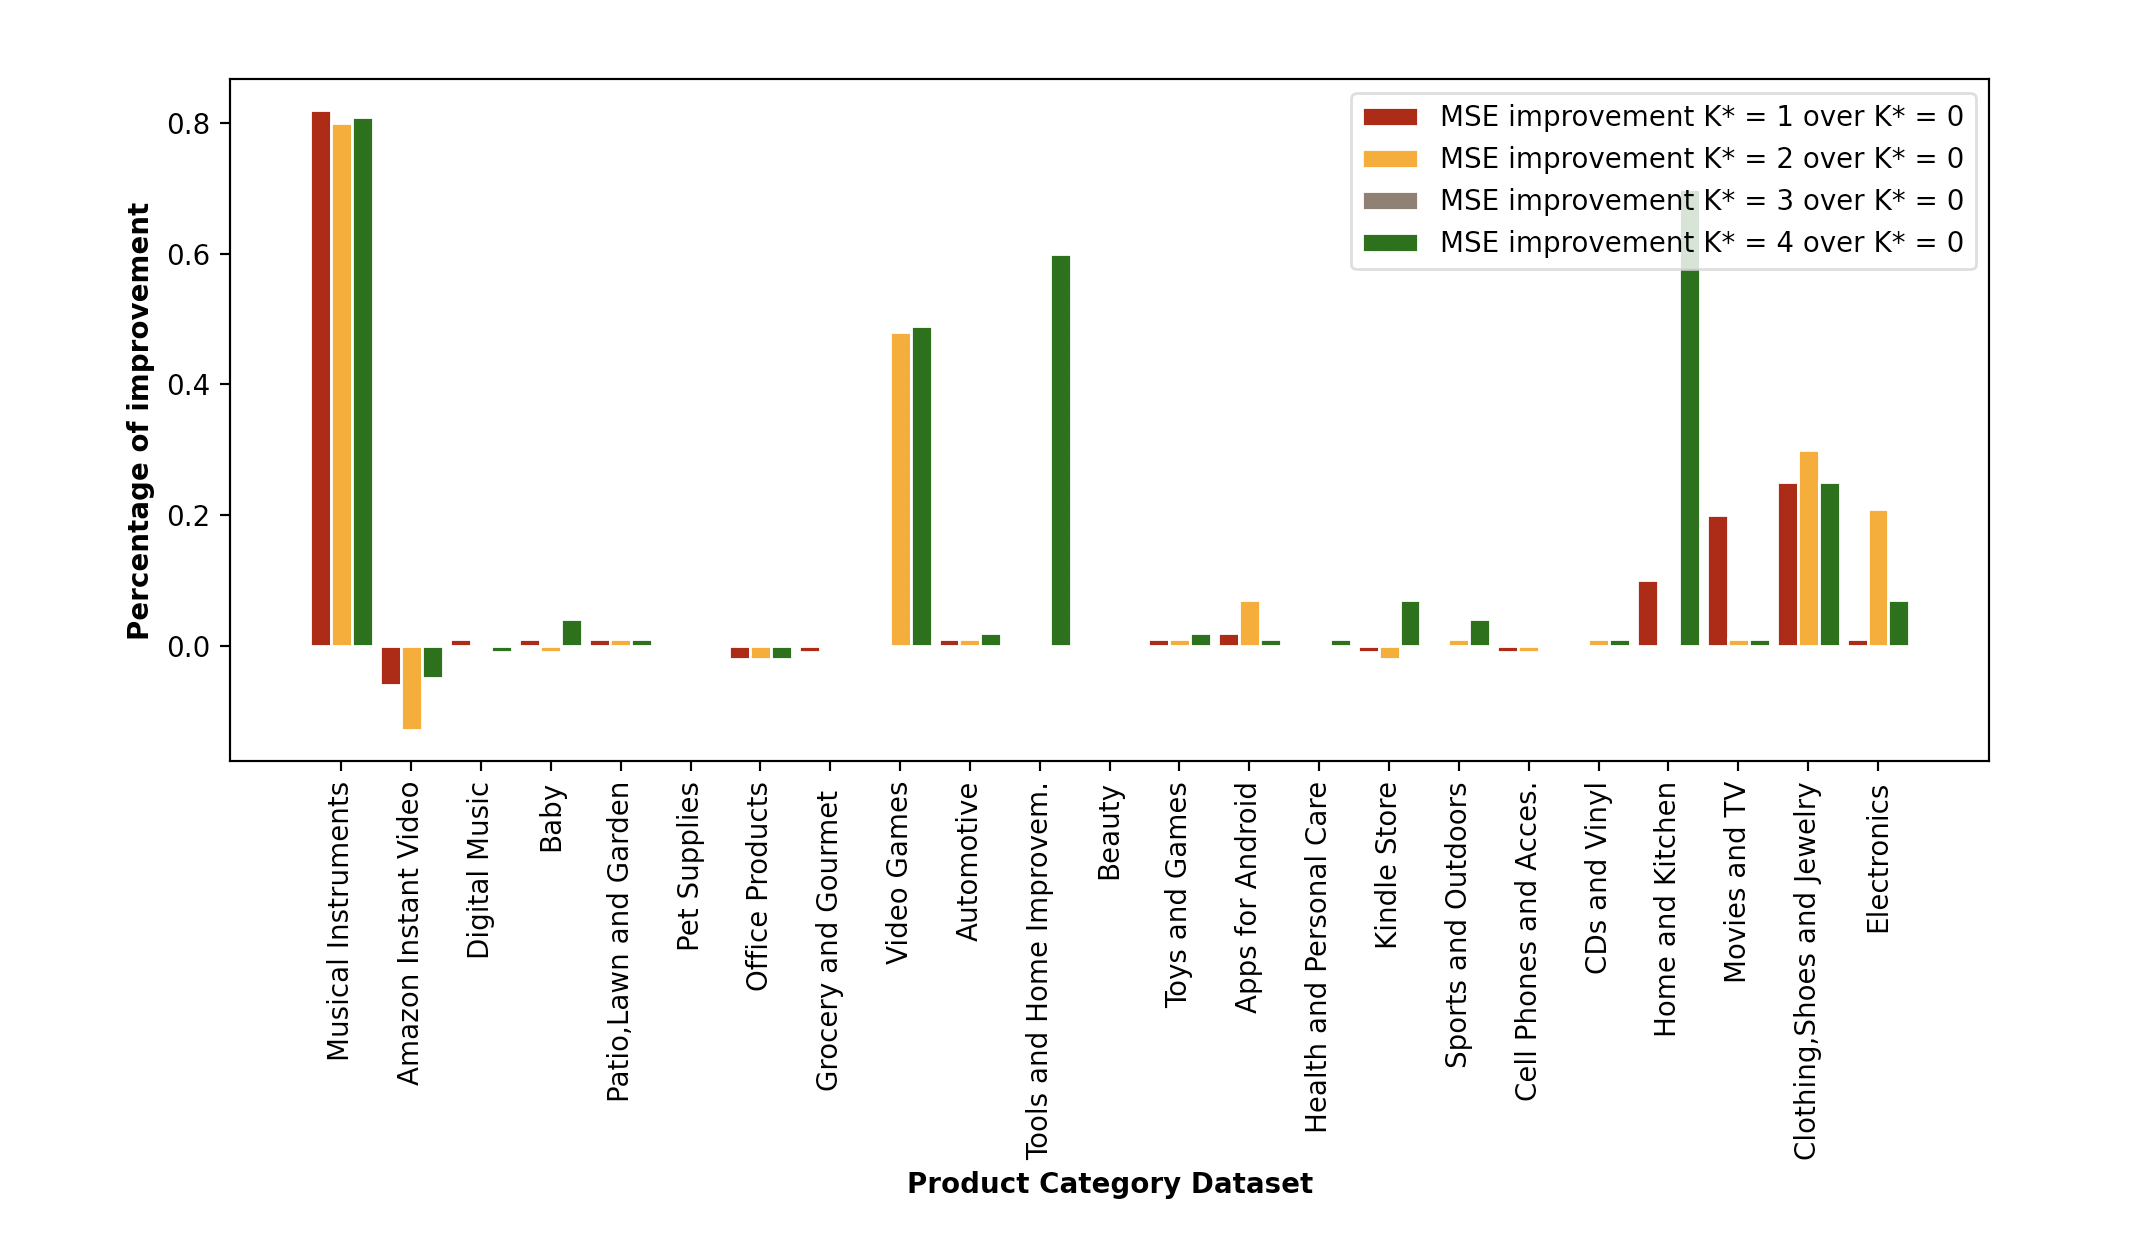 MSE improvement K* = 1 over K* = 0
MSE improvement K* = 2 over K* = 0
MSE improvement K* = 3 over K* = 0
MSE improvement K* = 4 over K* = 0
Percentage of improvement
0.8
0.6
0.4
0.2
0.0
Musical Instruments
Amazon Instant Video
Digital Music
Baby
Patio,Lawn and Garden
Pet Supplies
Office Products
Grocery and Gourmet
Video Games
Automotive
Tools and Home Improvem.
Beauty
Toys and Games
Apps for Android
Health and Personal Care
Kindle Store
Sports and Outdoors
Cell Phones and Acces.
CDs and Vinyl
Home and Kitchen
Movies and TV
Clothing,Shoes and Jewelry
Electronics
Product Category Dataset